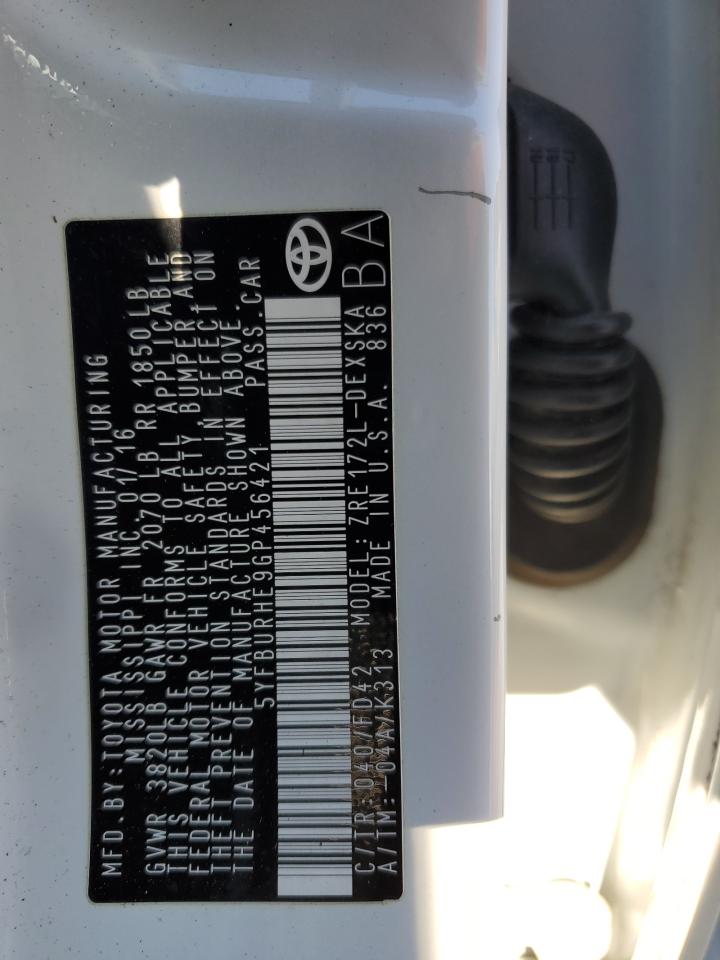 MFD.BY:TOYOTA MOTOR MANUFACTURING
MISSISSIPPI INC. 01/16
GVWR 3820LB GAWR FR 2070LB RR 1850LB
THIS VEHICLE CONFORMS TO ALL APPLICABLE
FEDERAL MOTOR VEHICLE SAFETY, BUMPER, AND
THEFT PREVENTION STANDARDS IN EFFECT ON
THE DATE OF MANUFACTURE SHOWN ABOVE.
5YFBURHE9GP456421 PASS.CAR
C/TR:040/FD42 MODEL:ZRE172L-DEXSKA
A/TM:-04A/K313 MADE IN U.S.A. 836
BA